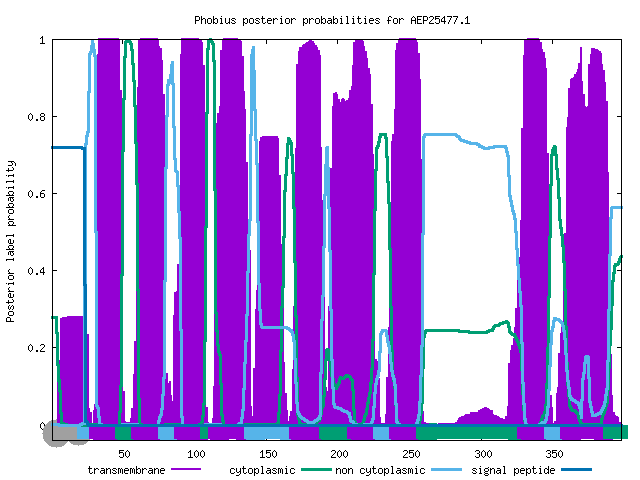 Phobius posterior probabilities for AEP25477.1
Posterior label probability
1
0.8
0.6
0.4
0.2
0
50
100
150
200
250
300
350
transmembrane
cytoplasmic
non cytoplasmic
signal peptide